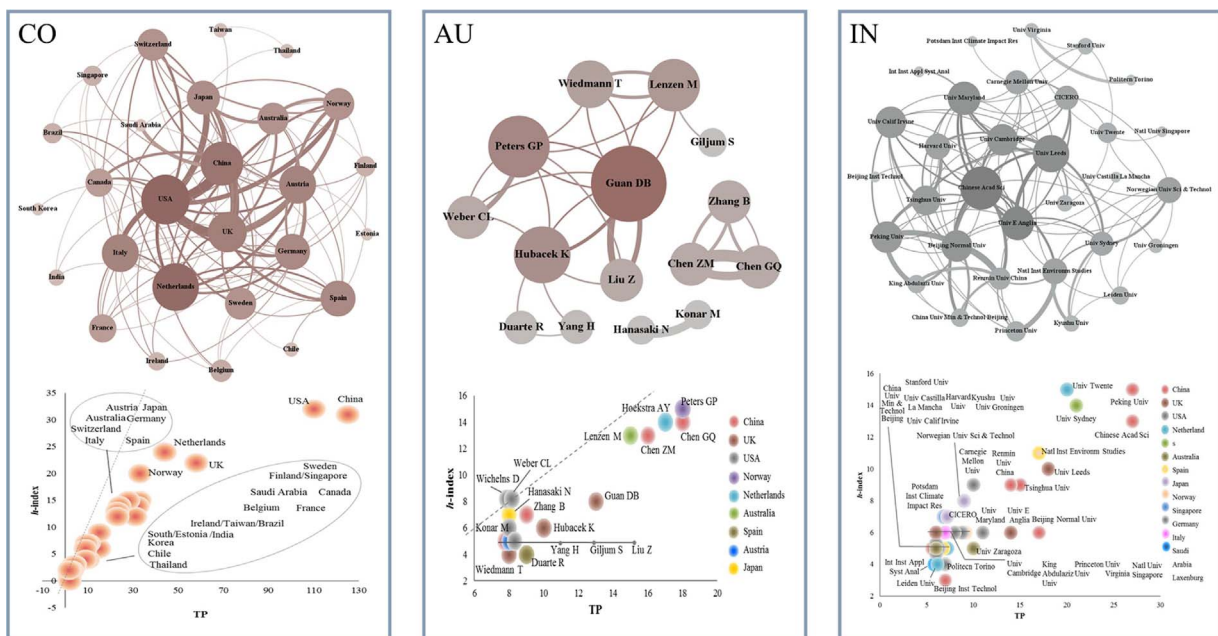 CO
Taiwan
Switzerland
Thailand
Singapore
Japan
Norway
Australia
Saudi Arabia
Brazil
China
Finland
Canada
Austria
USA
South Korea
UK
Estonia
Italy
Germany
India
Netherlands
Sweden
Spain
France
Chile
Ireland
Belgium
35
30
25
20
15
10
5
0
-10
10
30
50
70
90
110
130
h-index
TP
Austria Japan
Australia Germany
Switzerland
Italy Spain
USA
China
Netherlands
UK
Norway
Sweden
Finland/Singapore
Saudi Arabia Canada
Belgium France
Ireland/Taiwan/Brazil
South/Estonia /India
Korea
Chile
Thailand
AU
Wiedmann T
Lenzen M
Giljum S
Peters GP
Guan DB
Zhang B
Weber CL
Hubacek K
Chen ZM
Chen GQ
Liu Z
Konar M
Duarte R
Yang H
Hanasaki N
16
14
12
10
8
6
4
2
4
6
8
10
12
14
16
18
20
h-index
TP
Hoekstra AY
Peters GP
Lenzen M
Chen GQ
Chen ZM
Weber CL
Wichelns D
Hanasaki N
Zhang B
Guan DB
Konar M
Hubacek K
Yang H
Giljum S
Liu Z
Wiedmann T
Duarte R
China
UK
USA
Norway
Netherlands
Australia
Spain
Austria
Japan
IN
Univ Virginia
Potsdam Inst Climate Impact Res
Stanford Univ
Int Inst Appl Syst Anal
Carnegie Mellon Univ
Politecn Torino
Univ Maryland
CICERO
Univ Calif Irvine
Univ Cambridge
Univ Twente
Natl Univ Singapore
Harvard Univ
Univ Leeds
Beijing Inst Technol
Chinese Acad Sci
Univ Castilla La Mancha
Norwegian Univ Sci & Technol
Tsinghua Univ
Univ Zaragoza
Univ E Anglia
Peking Univ
Beijing Normal Univ
Univ Sydney
Univ Groningen
Renmin Univ China
Natl Inst Environm Studies
King Abdulaziz Univ
Leiden Univ
China Univ Min & Technol Beijing
Kyushu Univ
Princeton Univ
16
14
12
10
8
6
4
2
0
5
10
15
20
25
30
h-index
TP
China
Univ
Min &
Technol
Beijing
Stanford Univ
Univ Castilla
La Mancha
Harvard
Univ
Kyushu Univ
Univ Groningen
Univ Calif Irvine
Univ Twente
Peking Univ
Univ Sydney
Chinese Acad Sci
Norwegian Univ Sci & Technol
Carnegie
Mellon
Univ
Renmin
Univ
China
Natl Inst Environm Studies
Univ Leeds
Tsinghua Univ
Potsdam
Inst Climate
Impact Res
CICERO
Univ
Maryland
Univ E
Anglia
Beijing Normal Univ
Univ Zaragoza
Int Inst Appl
Syst Anal
Politecn Torino
Leiden Univ
Beijing Inst Technol
Univ
Cambridge
King
Abdulaziz
Univ
Princeton Univ
Virginia
Natl Univ
Singapore
China
UK
USA
Netherland
s
Australia
Spain
Japan
Norway
Singapore
Germany
Italy
Saudi
Arabia
Laxenburg